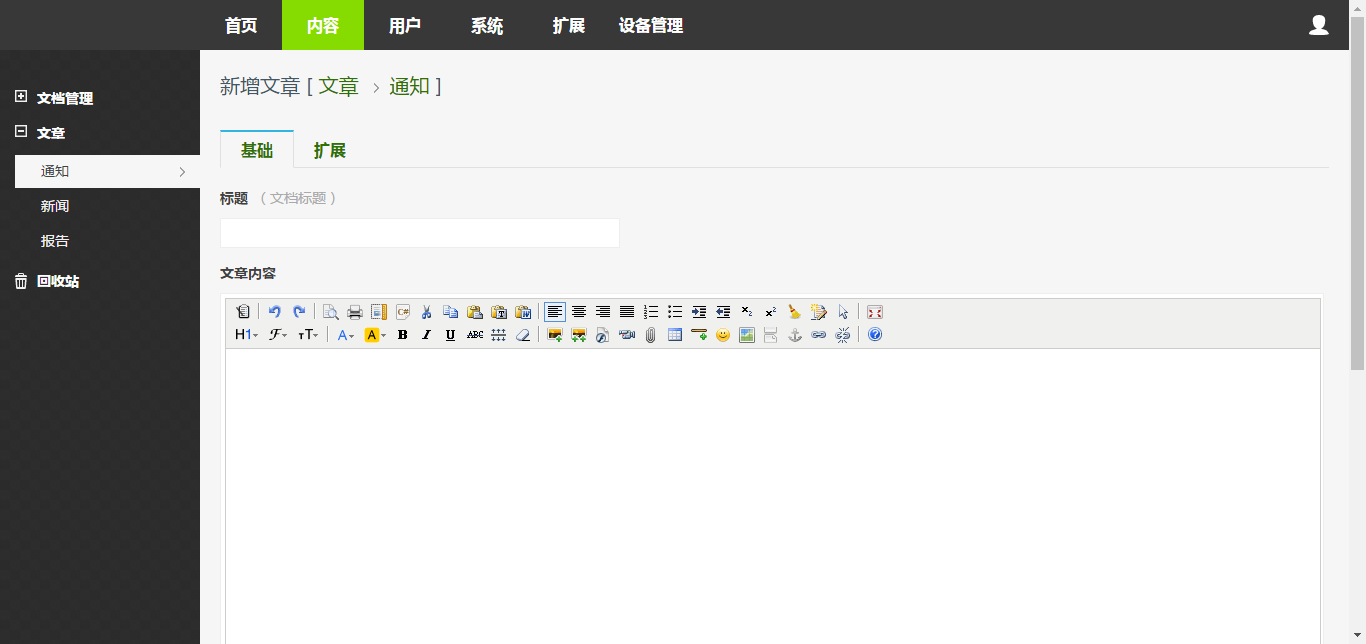 首页 内容 用户 系统 扩展 设备管理
文档管理
文章
通知
新闻
报告
回收站
新增文章 [ 文章 > 通知 ]
基础 扩展
标题 （文档标题）
文章内容
H1 F TT A A B I U ABC